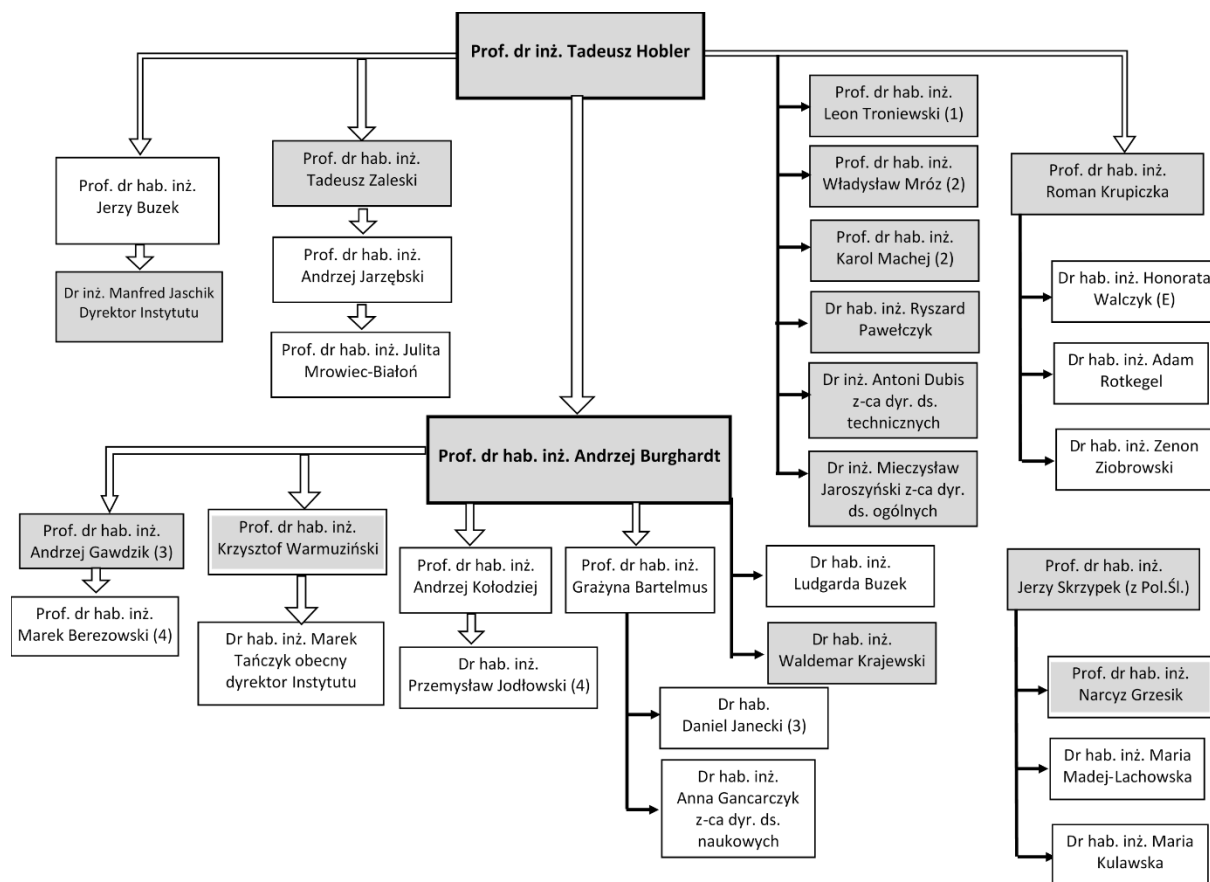 Prof. dr inż. Tadeusz Hobler
Prof. dr hab. inż.
Jerzy Buzek
Dr inż. Manfred Jaschik
Dyrektor Instytutu
Prof. dr hab. inż.
Tadeusz Zaleski
Prof. dr hab. inż.
Andrzej Jarzębski
Prof. dr hab. inż. Julita
Mrowiec-Białoń
Prof. dr hab. inż.
Leon Troniewski (1)
Prof. dr hab. inż.
Władysław Mróz (2)
Prof. dr hab. inż.
Karol Machej (2)
Dr hab. inż. Ryszard
Pawełczyk
Dr inż. Antoni Dubis
z-ca dyr. ds.
technicznych
Dr inż. Mieczysław
Jaroszyński z-ca dyr.
ds. ogólnych
Prof. dr hab. inż.
Roman Krupiczka
Dr hab. inż. Honorata
Walczyk (E)
Dr hab. inż. Adam
Rotkegel
Dr hab. inż. Zenon
Ziobrowski
Prof. dr hab. inż. Andrzej Burghardt
Prof. dr hab. inż.
Andrzej Gawdzik (3)
Prof. dr hab. inż.
Marek Berezowski (4)
Prof. dr hab. inż.
Krzysztof Warmuziński
Dr hab. inż. Marek
Tańczyk obecny
dyrektor Instytutu
Prof. dr hab. inż.
Andrzej Kołodziej
Dr hab. inż.
Przemysław Jodłowski (4)
Prof. dr hab. inż.
Grażyna Bartelmus
Dr hab.
Daniel Janecki (3)
Dr hab. inż.
Anna Gancarczyk
z-ca dyr. ds.
naukowych
Dr hab. inż.
Ludgarda Buzek
Dr hab. inż.
Waldemar Krajewski
Prof. dr hab. inż.
Jerzy Skrzypek (z Pol.Śl.)
Prof. dr hab. inż.
Narcyz Grzesik
Dr hab. inż. Maria
Madej-Lachowska
Dr hab. inż. Maria
Kulawska